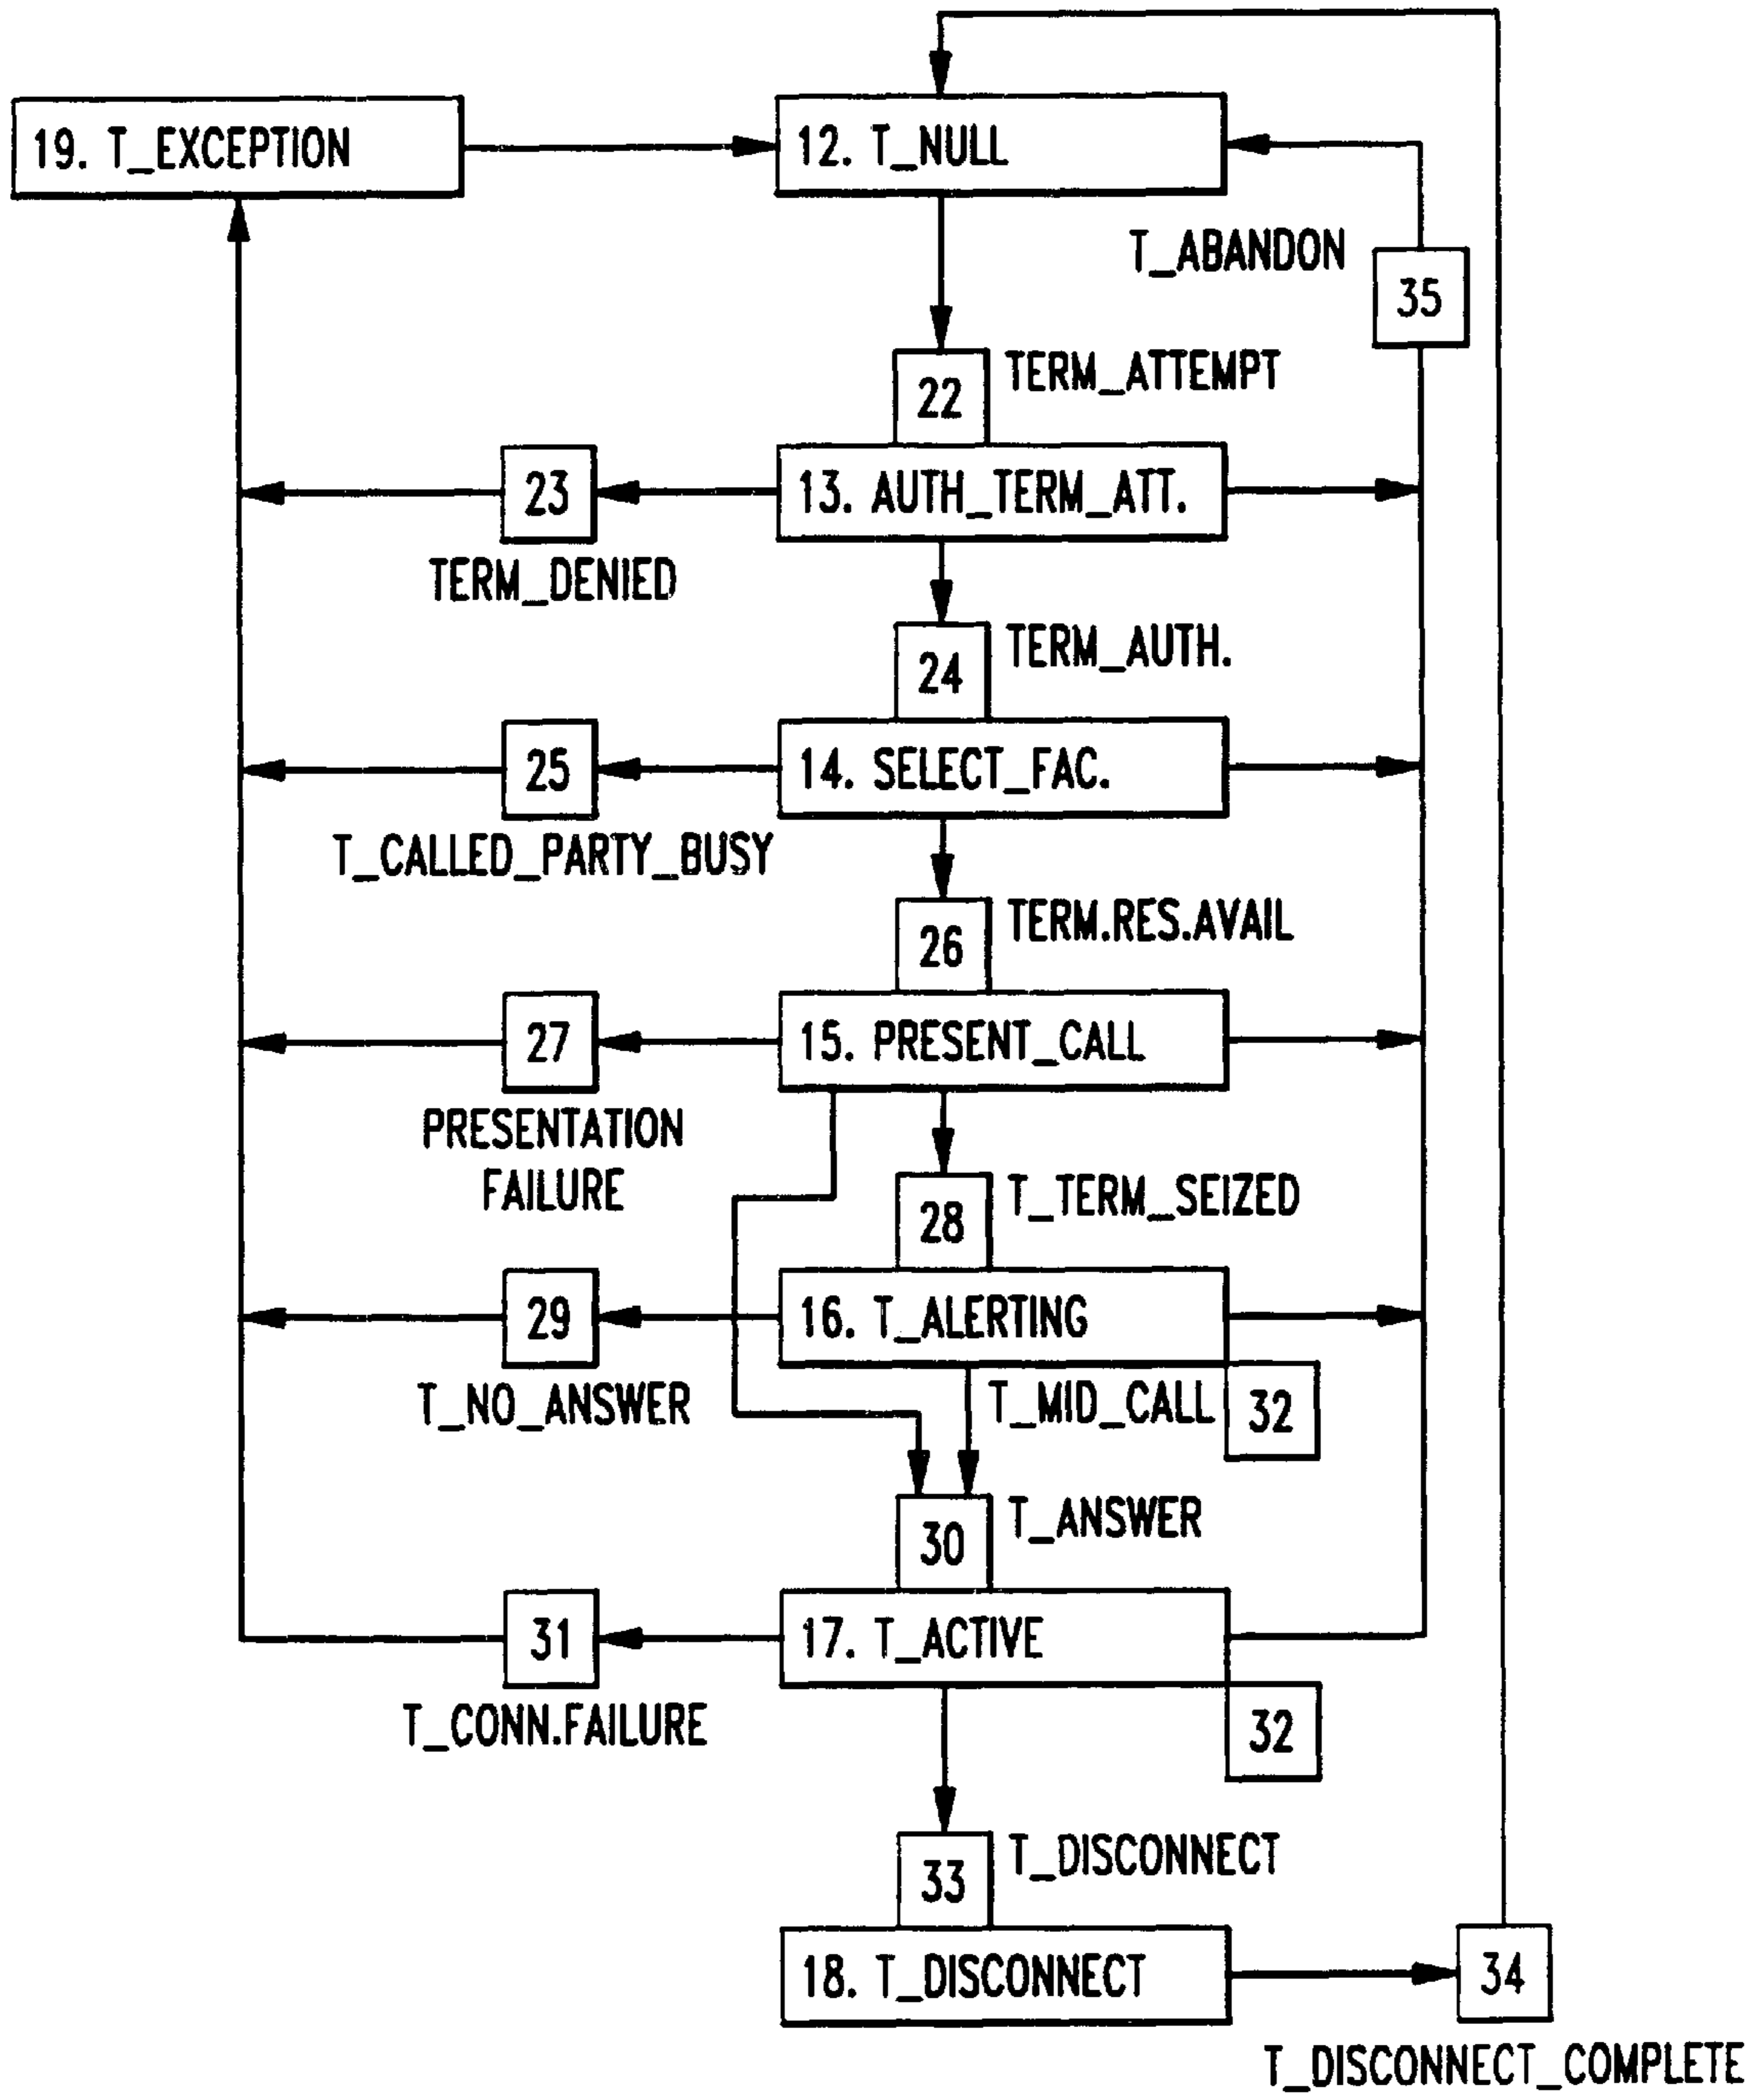 19. T_EXCEPTION
12. T_NULL
T_ABANDON
35
22
TERM_ATTEMPT
23
13. AUTH_TERM_ATT.
TERM_DENIED
24
TERM_AUTH.
25
14. SELECT_FAC.
T_CALLED_PARTY_BUSY
26
TERM.RES.AVAIL
27
15. PRESENT_CALL
PRESENTATION
FAILURE
28
T_TERM_SEIZED
29
16. T_ALERTING
T_NO_ANSWER
T_MID_CALL
32
30
T_ANSWER
31
17. T_ACTIVE
T_CONN.FAILURE
32
33
T_DISCONNECT
18. T_DISCONNECT
34
T_DISCONNECT_COMPLETE